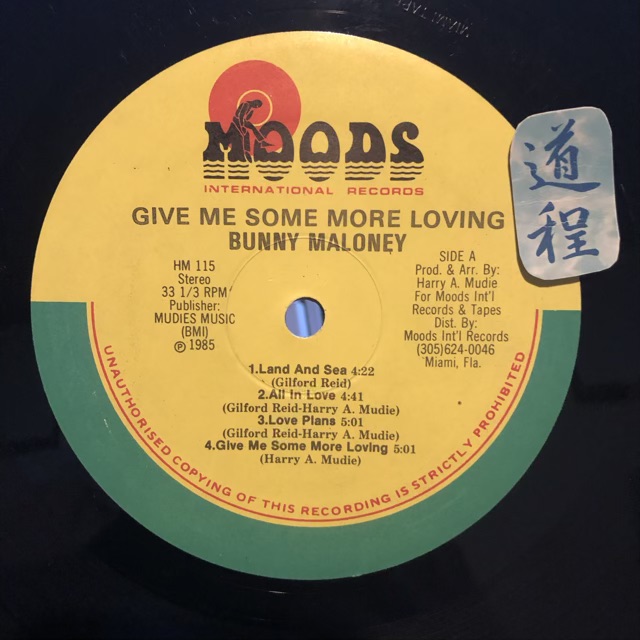 MOODS
INTERNATIONAL RECORDS
GIVE ME SOME MORE LOVING
BUNNY MALONEY
HM 115
Stereo
33 1/3 RPM
Publisher:
MUDIES MUSIC
(BMI)
℗ 1985
SIDE A
Prod. & Arr. By:
Harry A. Mudie
For Moods Int'l
Records & Tapes
Dist. By:
Moods Int'l Records
(305)624-0046
Miami, Fla.
1.Land And Sea 4:22
(Gilford Reid)
2.All In Love 4:41
(Gilford Reid-Harry A. Mudie)
3.Love Plans 5:01
(Gilford Reid-Harry A. Mudie)
4.Give Me Some More Loving 5:01
(Harry A. Mudie)
UNAUTHORISED COPYING OF THIS RECORDING IS STRICTLY PROHIBITED
道
程